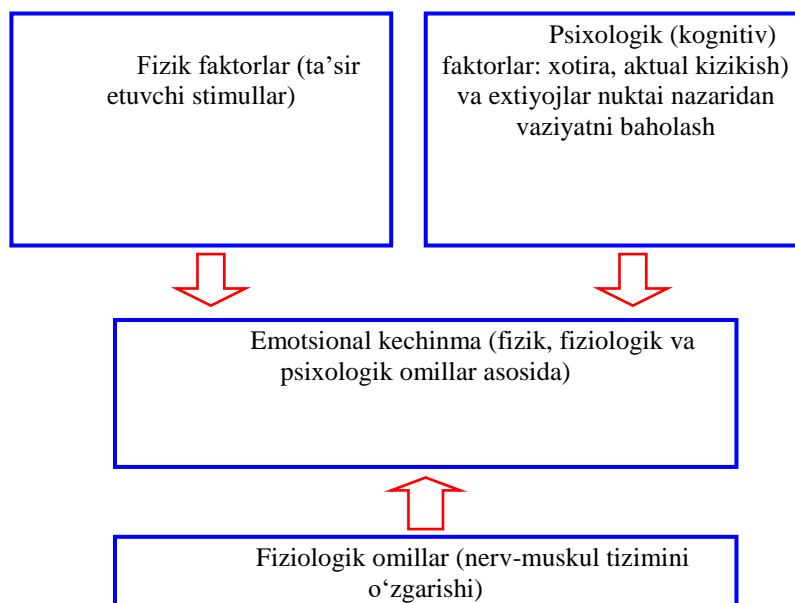 Fizik faktorlar (ta’sir
etuvchi stimullar)
Psixologik (kognitiv)
faktorlar: xotira, aktual kizikish)
va extiyojlar nuktai nazaridan
vaziyatni baholash
Emotsional kechinma (fizik, fiziologik va
psixologik omillar asosida)
Fiziologik omillar (nerv-muskul tizimini
o‘zgarishi)